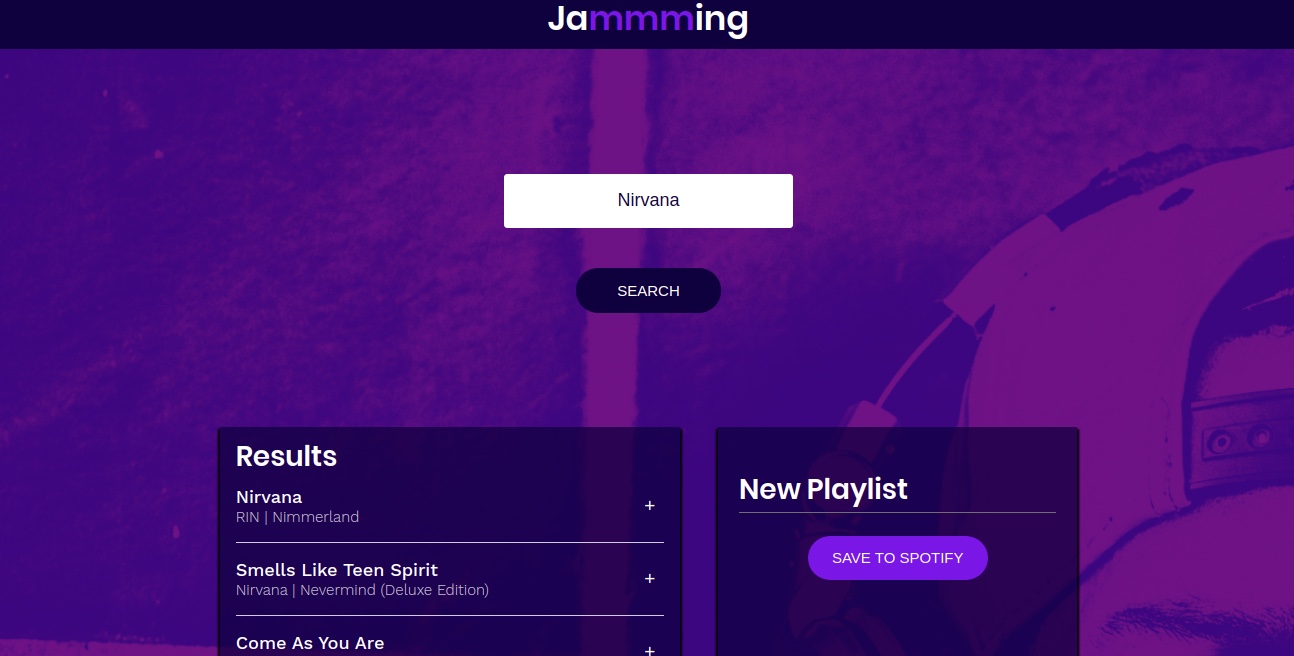 Jammming
Nirvana
SEARCH
Results
Nirvana
RIN | Nimmerland
+
Smells Like Teen Spirit
Nirvana | Nevermind (Deluxe Edition)
+
Come As You Are
+
New Playlist
SAVE TO SPOTIFY